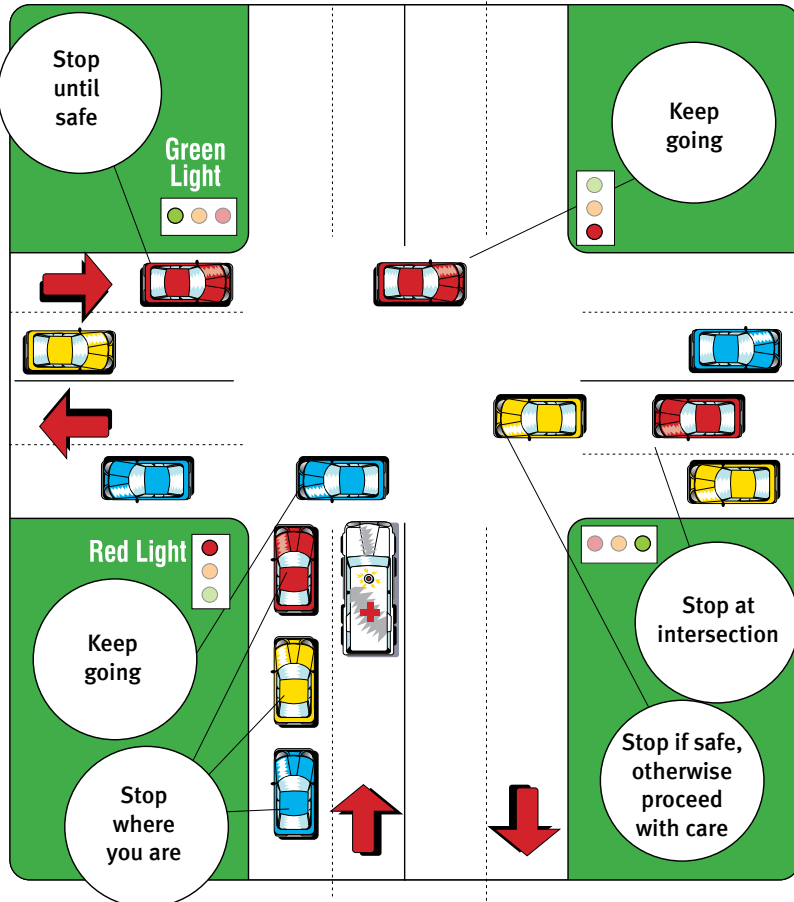 Stop
until
safe
Green
Light
Keep
going
Red Light
Keep
going
Stop
where
you are
Stop at
intersection
Stop if safe,
otherwise
proceed
with care